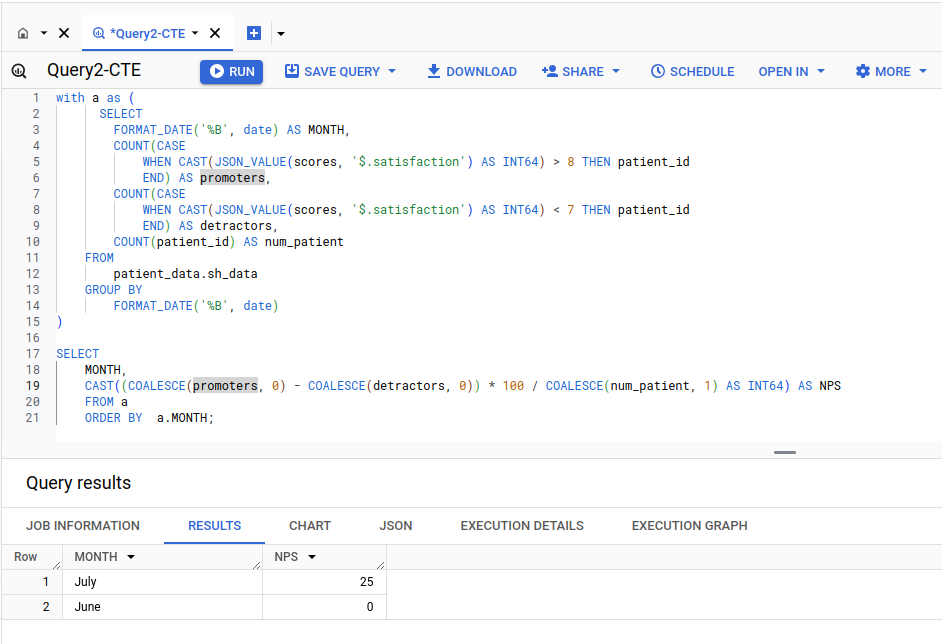 *Query2-CTE
Query2-CTE RUN SAVE QUERY DOWNLOAD SHARE SCHEDULE OPEN IN MORE
1 with a as (
2 SELECT
3 FORMAT_DATE('%B', date) AS MONTH,
4 COUNT(CASE
5 WHEN CAST(JSON_VALUE(scores, '$.satisfaction') AS INT64) > 8 THEN patient_id
6 END) AS promoters,
7 COUNT(CASE
8 WHEN CAST(JSON_VALUE(scores, '$.satisfaction') AS INT64) < 7 THEN patient_id
9 END) AS detractors,
10 COUNT(patient_id) AS num_patient
11 FROM
12 patient_data.sh_data
13 GROUP BY
14 FORMAT_DATE('%B', date)
15 )
16
17 SELECT
18 MONTH,
19 CAST((COALESCE(promoters, 0) - COALESCE(detractors, 0)) * 100 / COALESCE(num_patient, 1) AS INT64) AS NPS
20 FROM a
21 ORDER BY a.MONTH;
Query results
JOB INFORMATION RESULTS CHART JSON EXECUTION DETAILS EXECUTION GRAPH
Row MONTH NPS
1 July 25
2 June 0